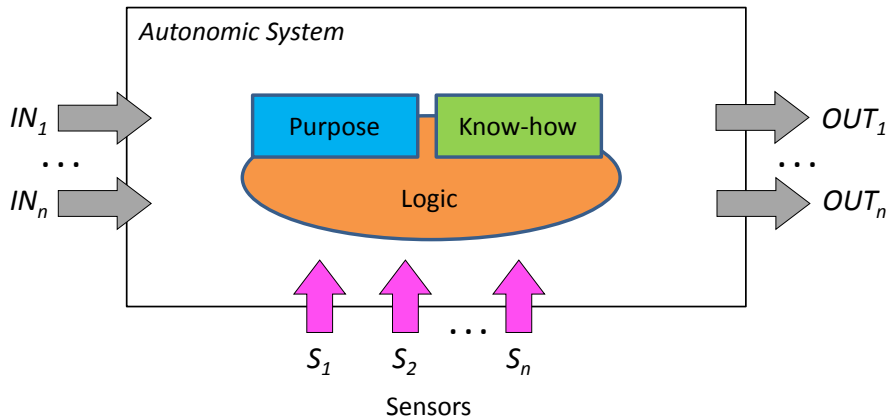 Autonomic System
Purpose Know-how
IN₁ OUT₁
... ...
INₙ OUTₙ
Logic
...
S₁ S₂ Sₙ
Sensors